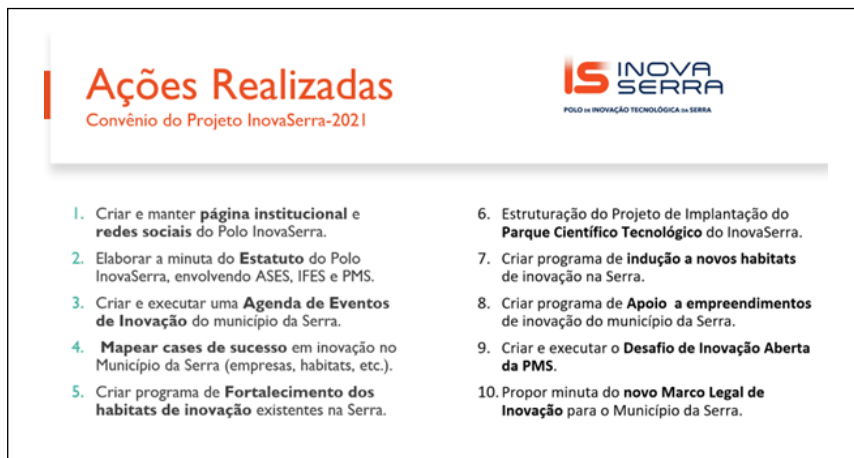 Ações Realizadas
Convênio do Projeto InovaSerra-2021
IS INOVA
SERRA
POLO DE INOVAÇÃO TECNOLÓGICA DA SERRA
1. Criar e manter página institucional e
redes sociais do Polo InovaSerra.
2. Elaborar a minuta do Estatuto do Polo
InovaSerra, envolvendo ASES, IFES e PMS.
3. Criar e executar uma Agenda de Eventos
de Inovação do município da Serra.
4. Mapear cases de sucesso em inovação no
Município da Serra (empresas, habitats, etc.).
5. Criar programa de Fortalecimento dos
habitats de inovação existentes na Serra.
6. Estruturação do Projeto de Implantação do
Parque Científico Tecnológico do InovaSerra.
7. Criar programa de indução a novos habitats
de inovação na Serra.
8. Criar programa de Apoio a empreendimentos
de inovação do município da Serra.
9. Criar e executar o Desafio de Inovação Aberta
da PMS.
10. Propor minuta do novo Marco Legal de
Inovação para o Município da Serra.